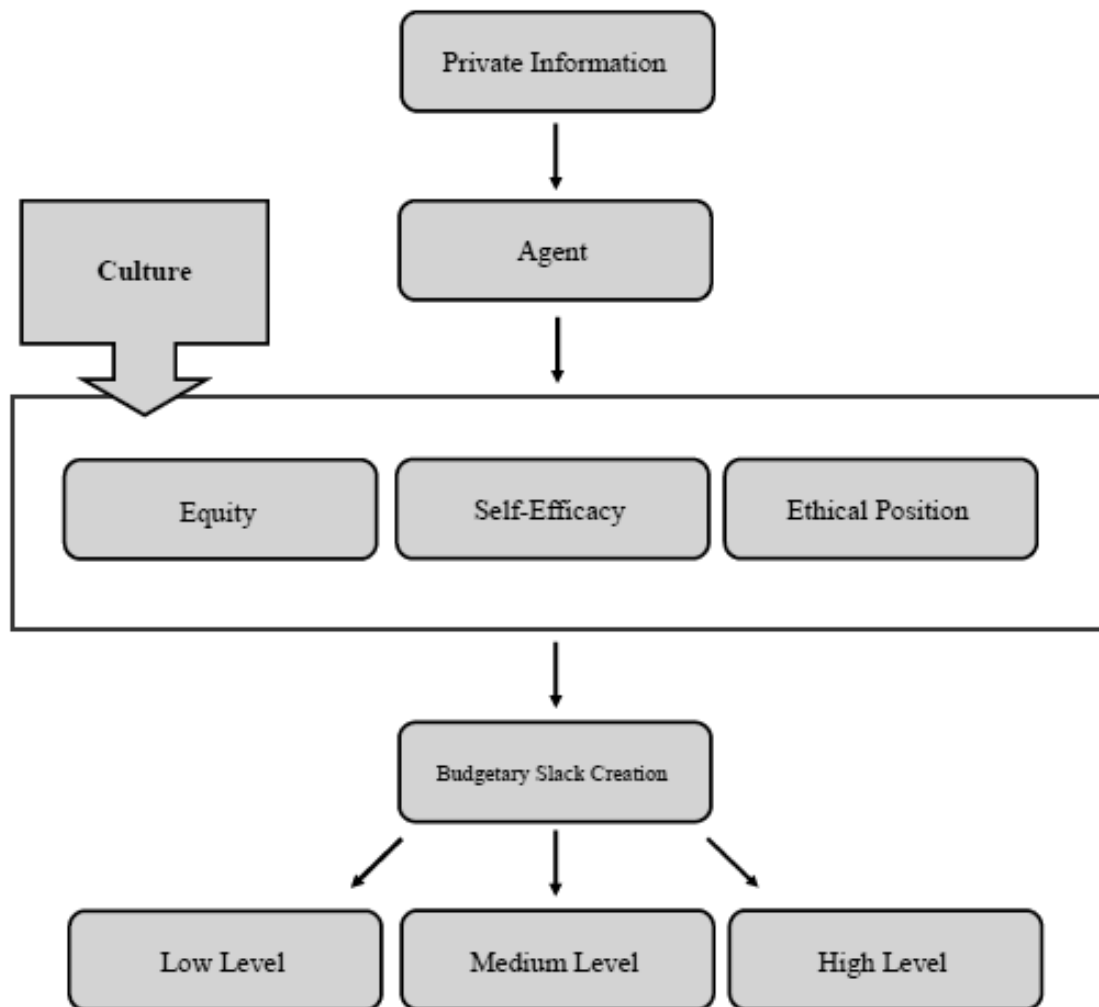 Private Information
Agent
Culture
Equity
Self-Efficacy
Ethical Position
Budgetary Slack Creation
Low Level
Medium Level
High Level